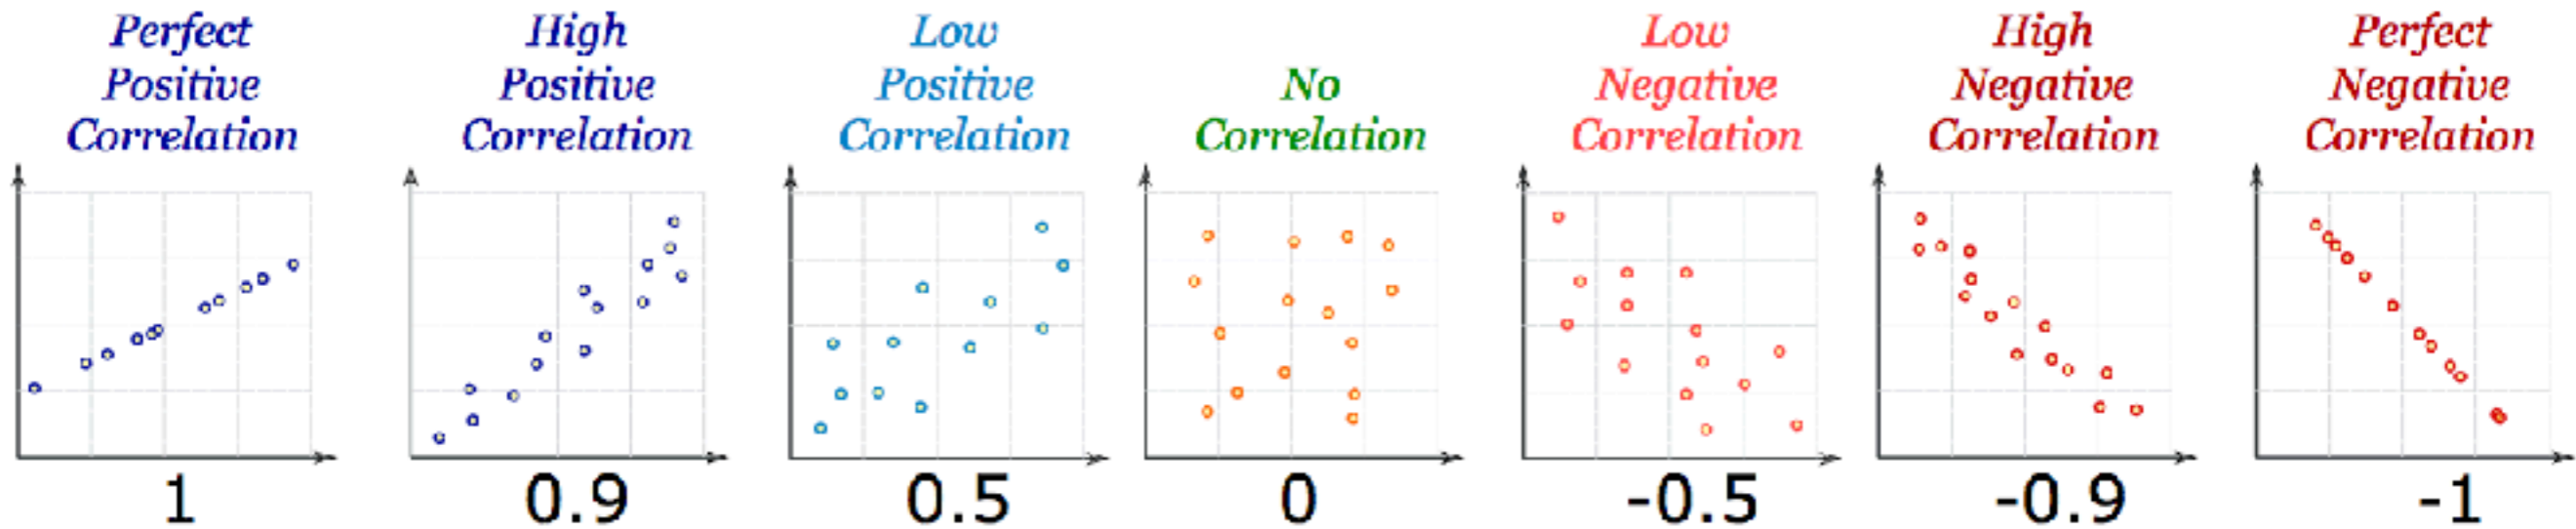 Perfect
Positive
Correlation
High
Positive
Correlation
Low
Positive
Correlation
No
Correlation
Low
Negative
Correlation
High
Negative
Correlation
Perfect
Negative
Correlation
1
0.9
0.5
0
-0.5
-0.9
-1